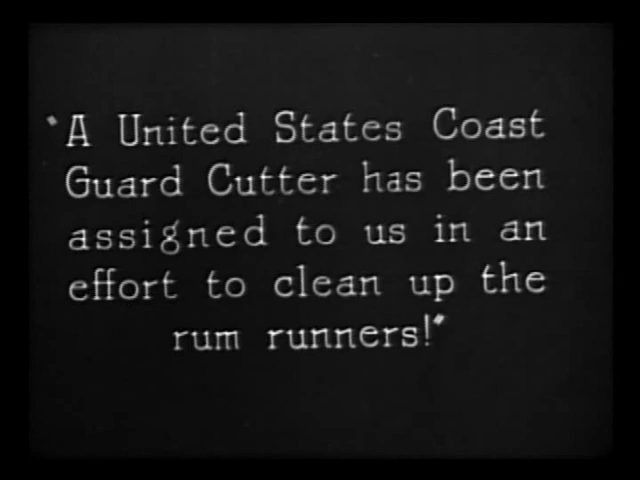 "A United States Coast
Guard Cutter has been
assigned to us in an
effort to clean up the
rum runners!"